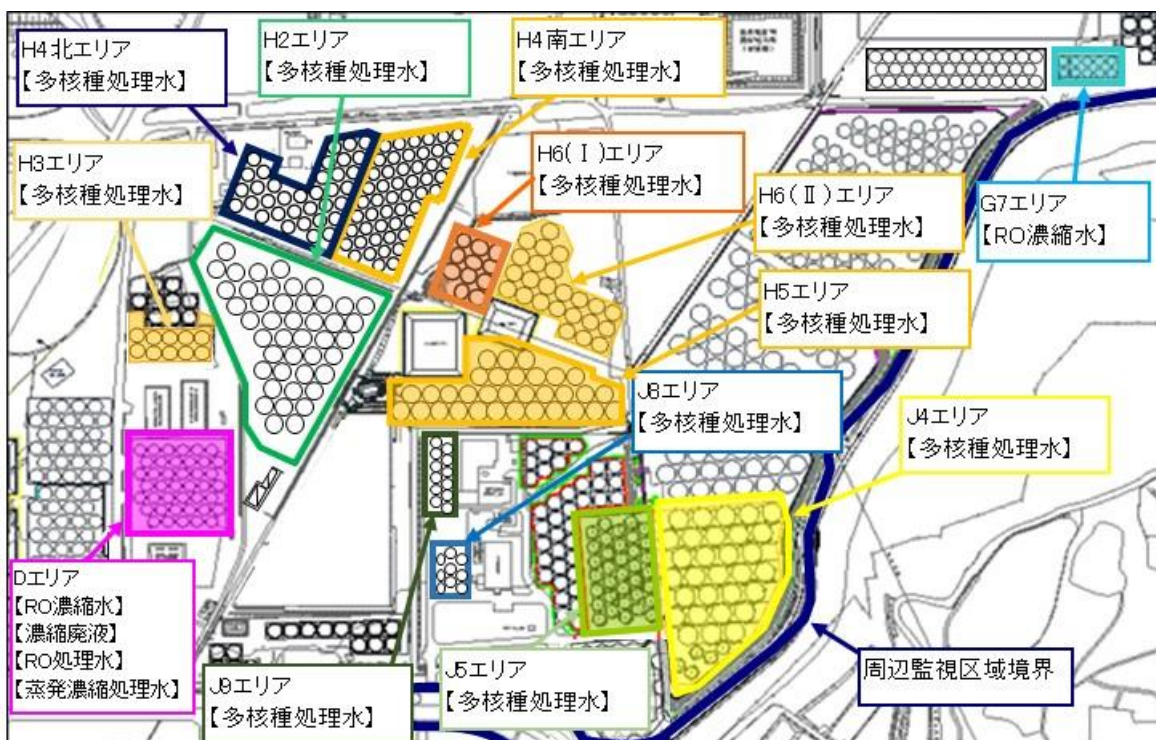 H4北エリア
【多核種処理水】
H2エリア
【多核種処理水】
H4南エリア
【多核種処理水】
H3エリア
【多核種処理水】
H6(Ⅰ)エリア
【多核種処理水】
H6(Ⅱ)エリア
【多核種処理水】
G7エリア
【RO濃縮水】
H5エリア
【多核種処理水】
J8エリア
【多核種処理水】
J4エリア
【多核種処理水】
Dエリア
【RO濃縮水】
【濃縮廃液】
【RO処理水】
【蒸発濃縮処理水】
J9エリア
【多核種処理水】
J5エリア
【多核種処理水】
周辺監視区域境界